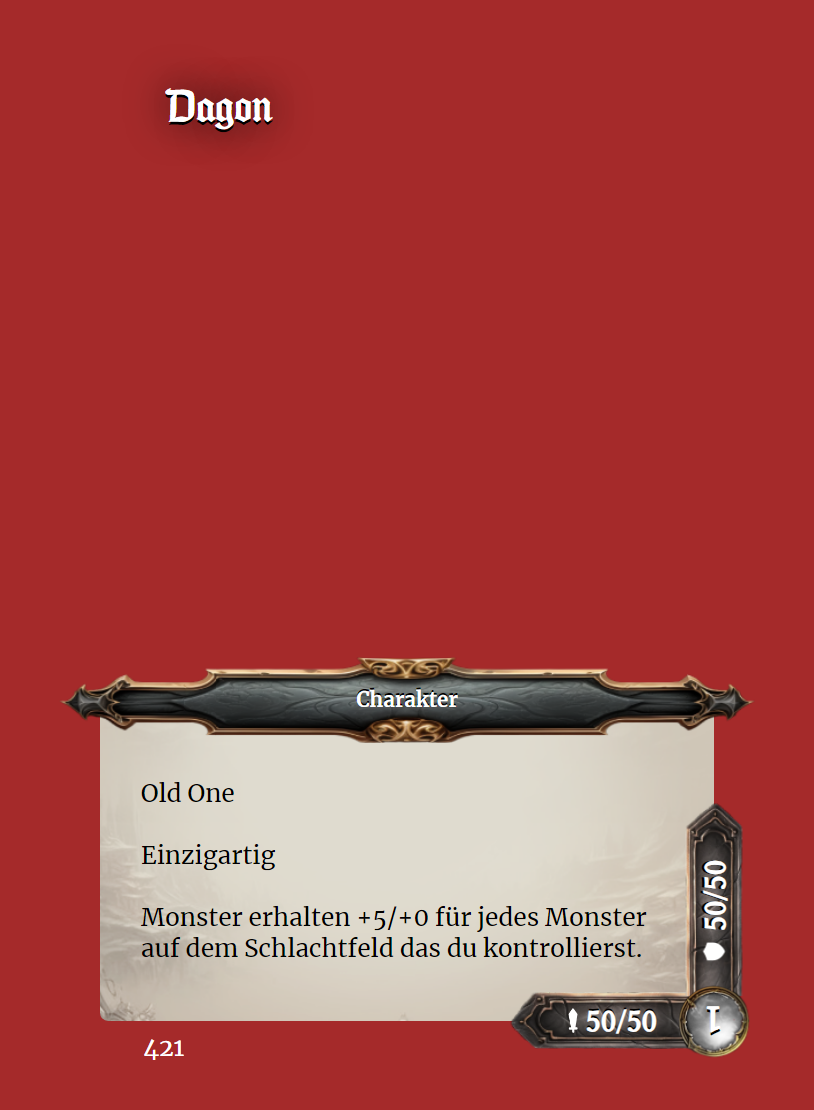 Dagon
Charakter
Old One
Einzigartig
Monster erhalten +5/+0 für jedes Monster
auf dem Schlachtfeld das du kontrollierst.
50/50
50/50
1
421